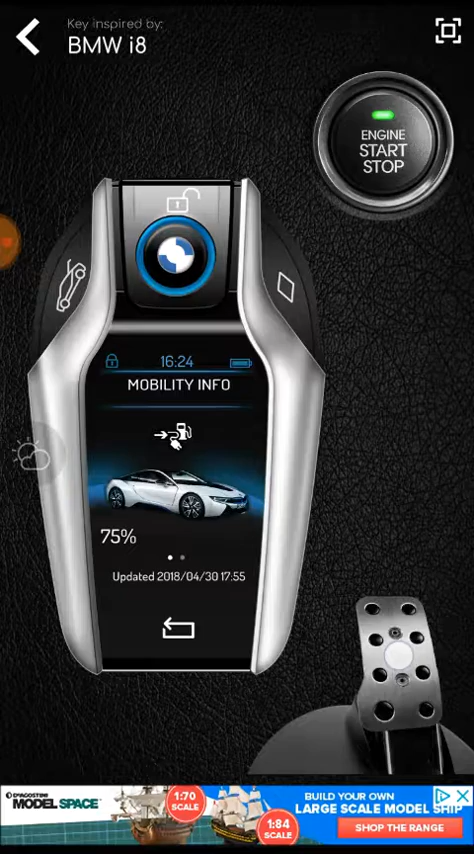 Key inspired by:
BMW i8
ENGINE
START
STOP
16:24
MOBILITY INFO
75%
Updated 2018/04/30 17:55
DEAGOSTINI
MODEL SPACE
1:70
SCALE
1:84
SCALE
BUILD YOUR OWN
LARGE SCALE MODEL SHIP
SHOP THE RANGE